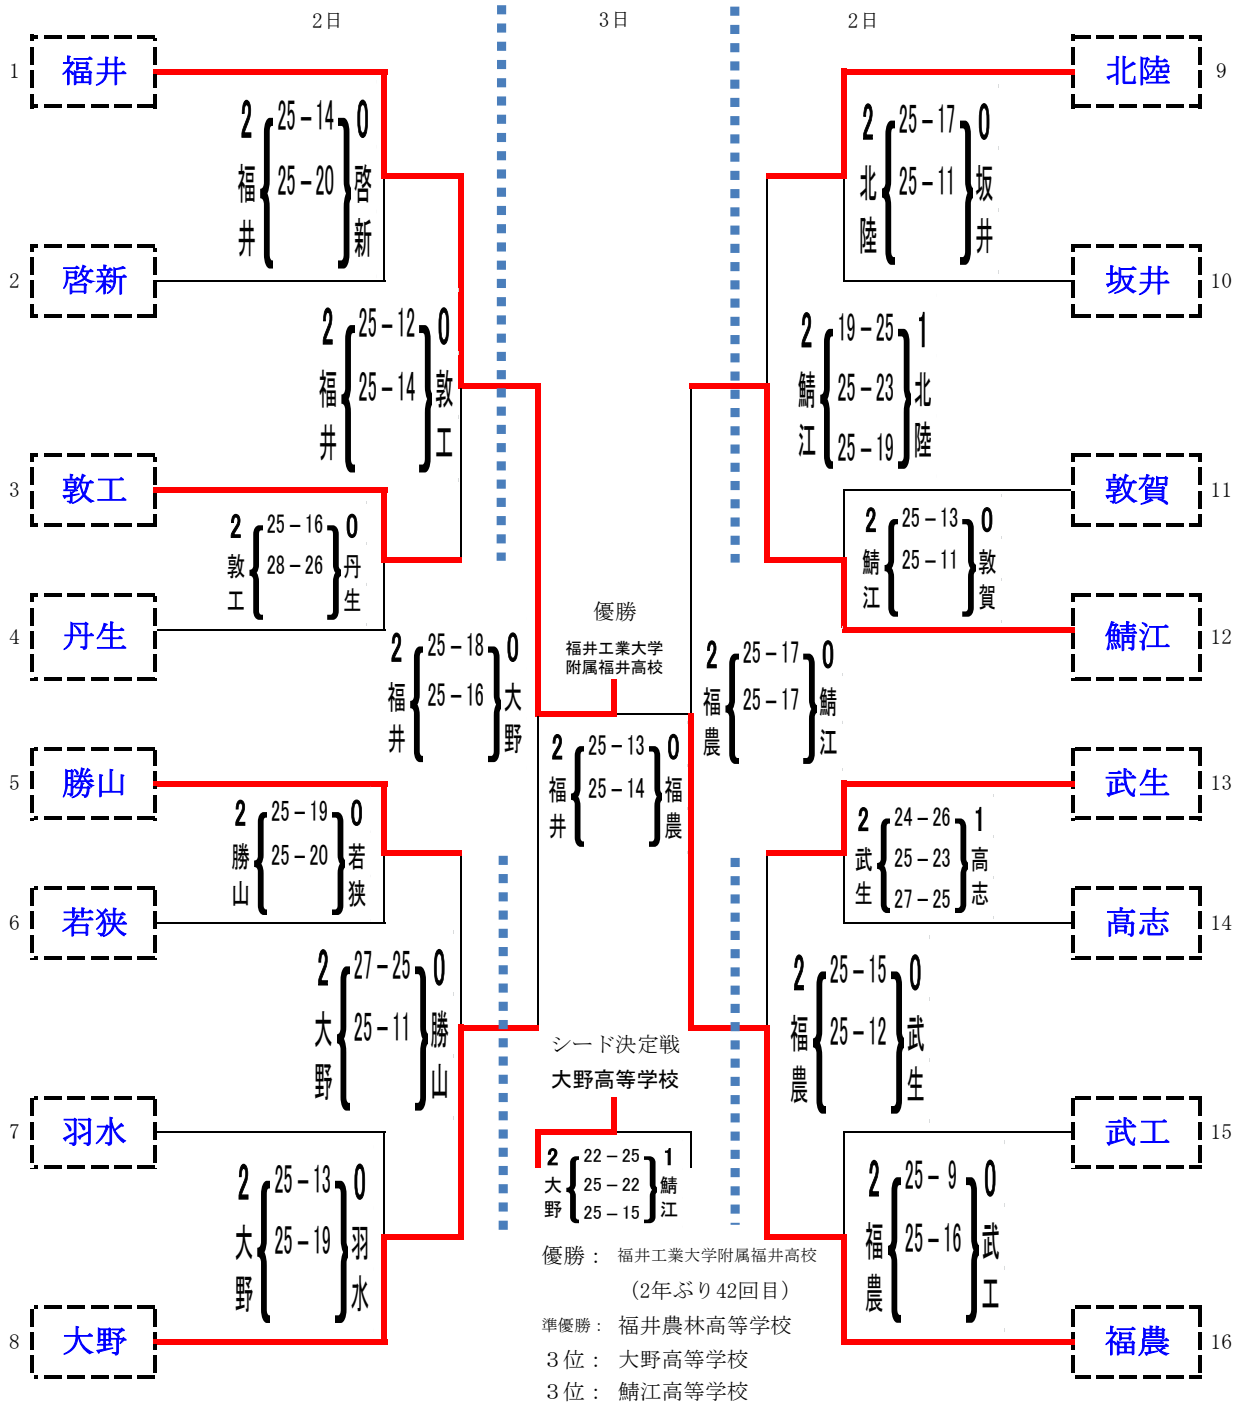 2日
3日
2日
1 福井
2 25－14 0
福井 25－20 啓新
2 啓新
2 25－12 0
福井 25－14 敦工
3 敦工
2 25－16 0
敦工 28－26 丹生
4 丹生
2 25－18 0
福井 25－16 大野
5 勝山
2 25－19 0
勝山 25－20 若狭
6 若狭
2 27－25 0
大野 25－11 勝山
7 羽水
2 25－13 0
大野 25－19 羽水
8 大野
優勝
福井工業大学
附属福井高校
2 25－13 0
福井 25－14 福農
シード決定戦
大野高等学校
2 22－25 1
大野 25－22 鯖江
25－15
優勝： 福井工業大学附属福井高校
（2年ぶり42回目）
準優勝： 福井農林高等学校
３位： 大野高等学校
３位： 鯖江高等学校
北陸 9
2 25－17 0
北陸 25－11 坂井
坂井 10
2 19－25 1
鯖江 25－23 北陸
25－19
敦賀 11
2 25－13 0
鯖江 25－11 敦賀
鯖江 12
2 25－17 0
福農 25－17 鯖江
武生 13
2 24－26 1
武生 25－23 高志
27－25
高志 14
2 25－15 0
福農 25－12 武生
武工 15
2 25－9 0
福農 25－16 武工
福農 16